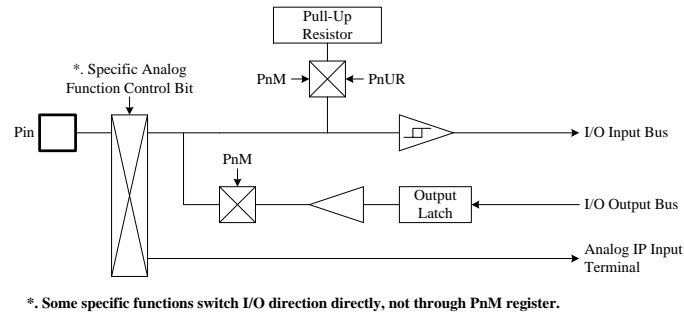 Pull-Up
Resistor
*. Specific Analog
Function Control Bit
PnM
PnUR
Pin
I/O Input Bus
PnM
Output
Latch
I/O Output Bus
Analog IP Input
Terminal
*. Some specific functions switch I/O direction directly, not through PnM register.